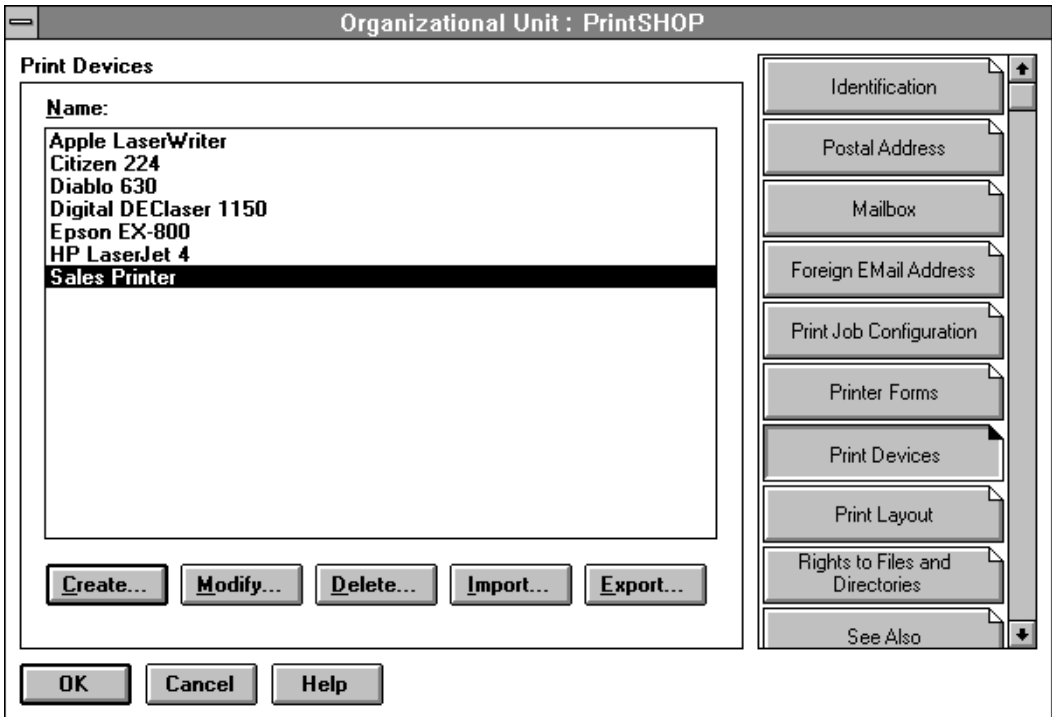 Organizational Unit : PrintSHOP
Print Devices
Name:
Apple LaserWriter
Citizen 224
Diablo 630
Digital DEClaser 1150
Epson EX-800
HP LaserJet 4
Sales Printer
Create...
Modify...
Delete...
Import...
Export...
OK
Cancel
Help
Identification
Postal Address
Mailbox
Foreign EMail Address
Print Job Configuration
Printer Forms
Print Devices
Print Layout
Rights to Files and
Directories
See Also